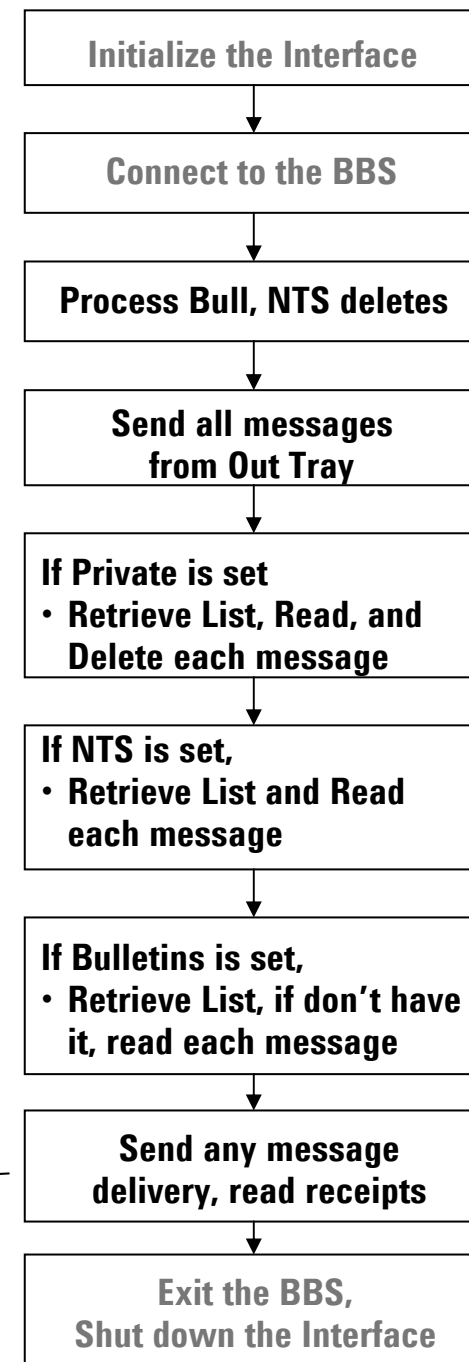 Initialize the Interface
Connect to the BBS
Process Bull, NTS deletes
Send all messages
from Out Tray
If Private is set
• Retrieve List, Read, and
Delete each message
If NTS is set,
• Retrieve List and Read
each message
If Bulletins is set,
• Retrieve List, if don't have
it, read each message
Send any message
delivery, read receipts
Exit the BBS,
Shut down the Interface